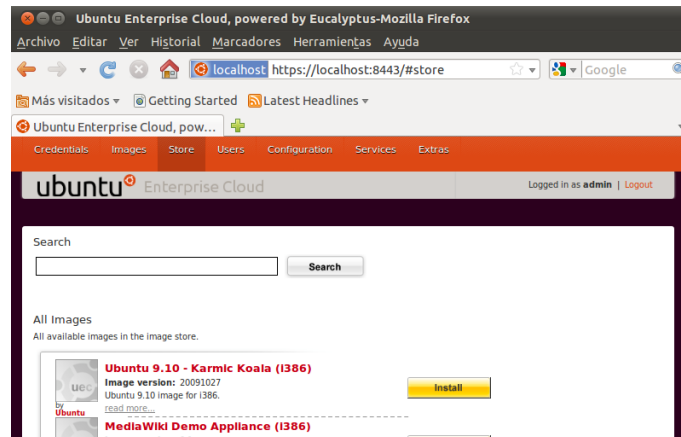 Ubuntu Enterprise Cloud, powered by Eucalyptus-Mozilla Firefox
Archivo Editar Ver Historial Marcadores Herramientas Ayuda
localhost https://localhost:8443/#store
Google
Más visitados Getting Started Latest Headlines
Ubuntu Enterprise Cloud, pow...
Credentials Images Store Users Configuration Services Extras
ubuntu Enterprise Cloud
Logged in as admin | Logout
Search
Search
All Images
All available images in the image store.
uec
by
Ubuntu
Ubuntu 9.10 - Karmic Koala (i386)
Image version: 20091027
Ubuntu 9.10 image for i386.
read more...
Install
MediaWiki Demo Appliance (i386)